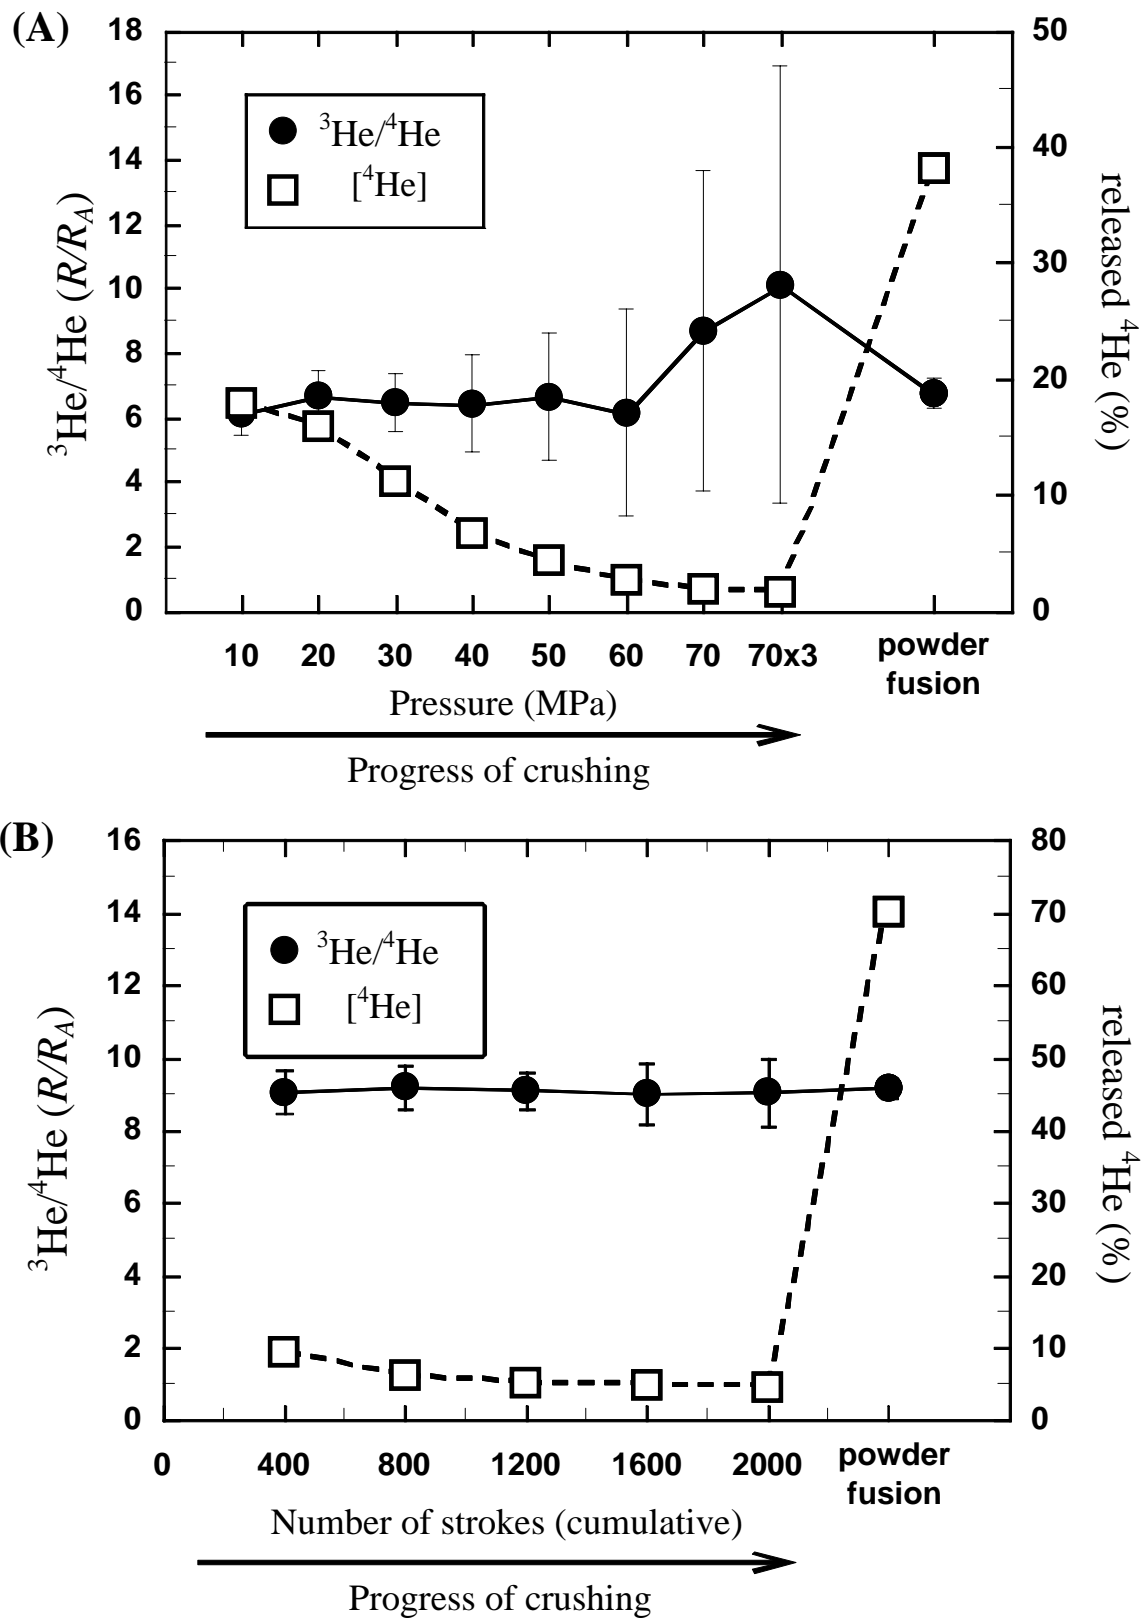 (A)
18
16
14
12
10
8
6
4
2
0
³He/⁴He (R/R_A)
³He/⁴He
[⁴He]
50
40
30
20
10
0
released ⁴He (%)
10 20 30 40 50 60 70 70x3 powder
fusion
Pressure (MPa)
Progress of crushing
(B)
16
14
12
10
8
6
4
2
0
³He/⁴He (R/R_A)
³He/⁴He
[⁴He]
80
70
60
50
40
30
20
10
0
released ⁴He (%)
0 400 800 1200 1600 2000 powder
fusion
Number of strokes (cumulative)
Progress of crushing